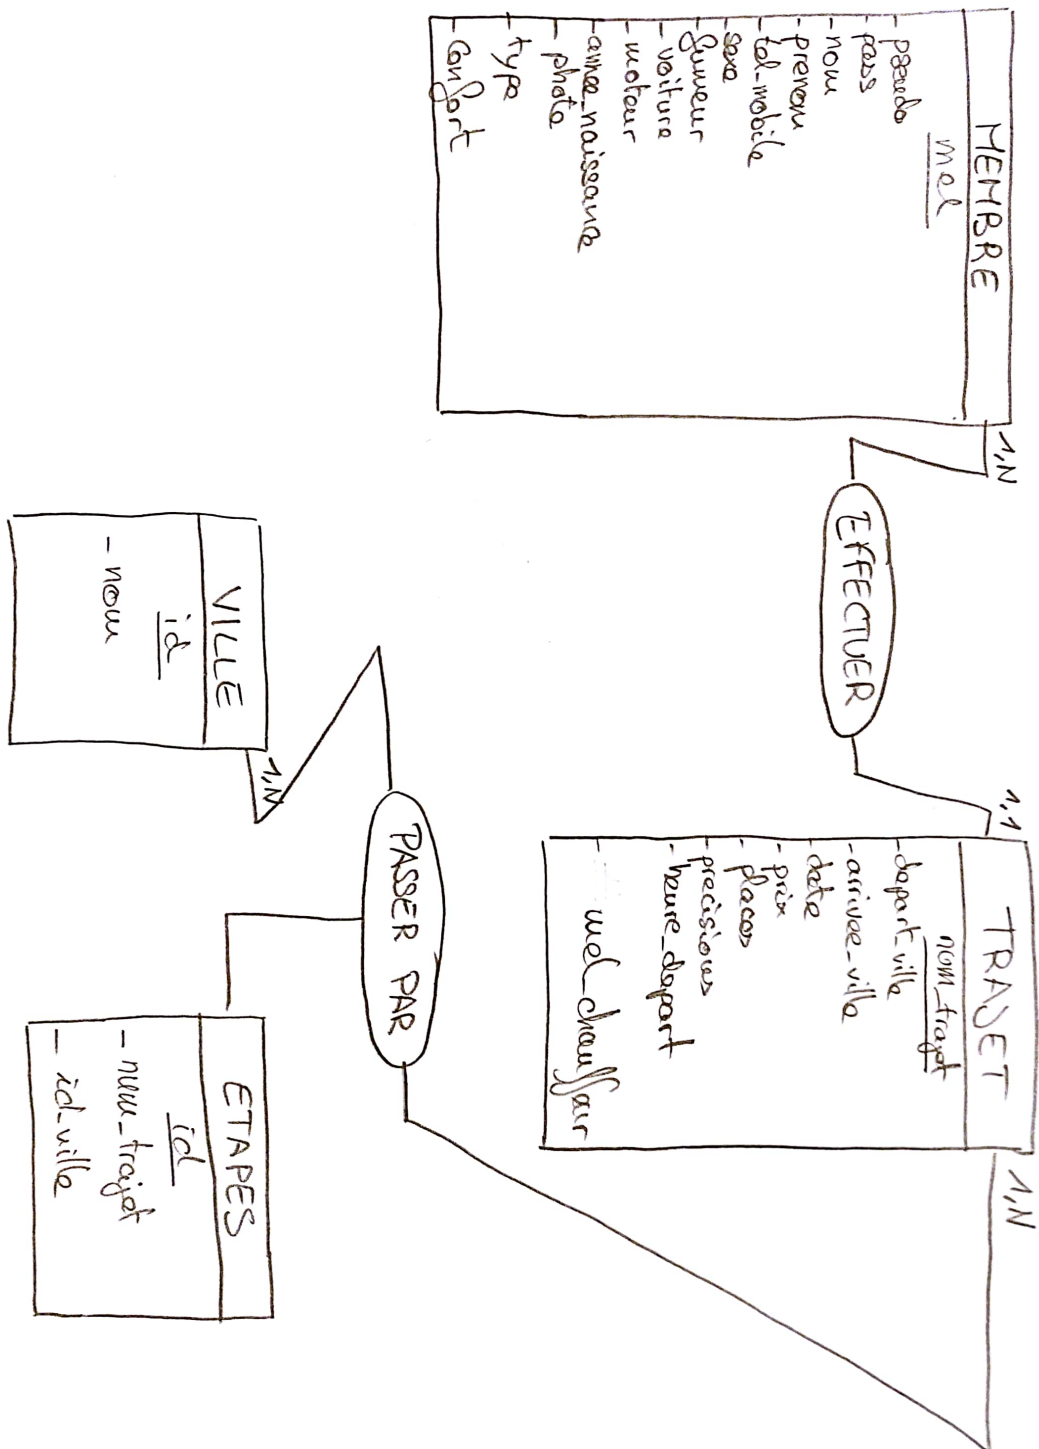 MEMBRE
mel
- pseudo
- pass
- nom
- prenom
- tel_mobile
- sexe
- fumeur
- voiture
- moteur
- annee_naissance
- photo
- type
- Confort
1,N
EFFECTUER
1,1
TRAJET
num_trajet
- depart_ville
- arrivee_ville
- date
- prix
- places
- precisions
- heure_depart
- mel_chauffeur
1,N
VILLE
id
- nom
1,N
PASSER PAR
ETAPES
id
- num_trajet
- id_ville